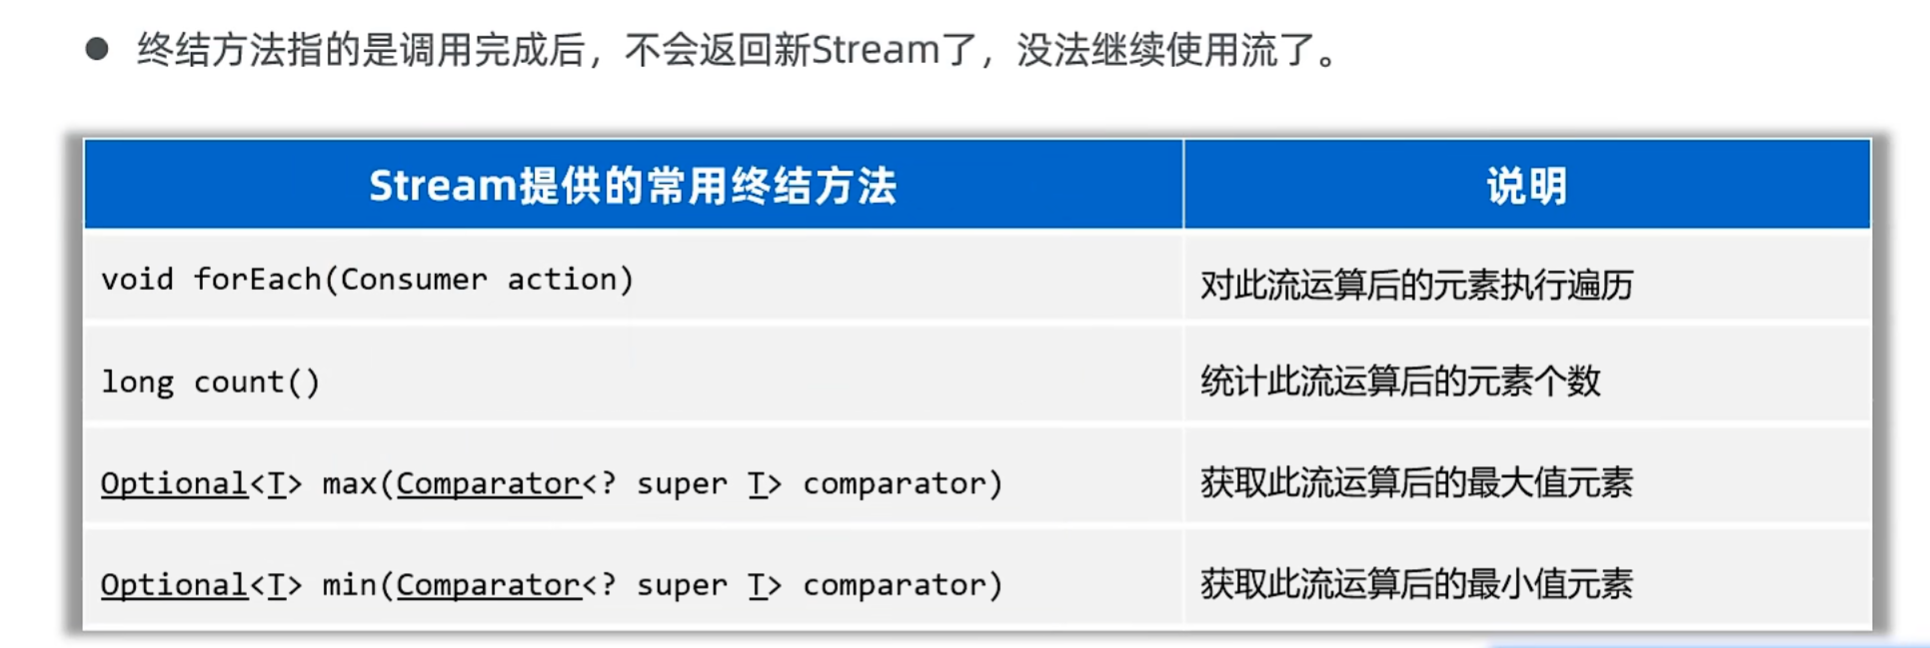 ● 终结方法指的是调用完成后，不会返回新Stream了，没法继续使用流了。
Stream提供的常用终结方法 说明
void forEach(Consumer action) 对此流运算后的元素执行遍历
long count() 统计此流运算后的元素个数
Optional<T> max(Comparator<? super T> comparator) 获取此流运算后的最大值元素
Optional<T> min(Comparator<? super T> comparator) 获取此流运算后的最小值元素